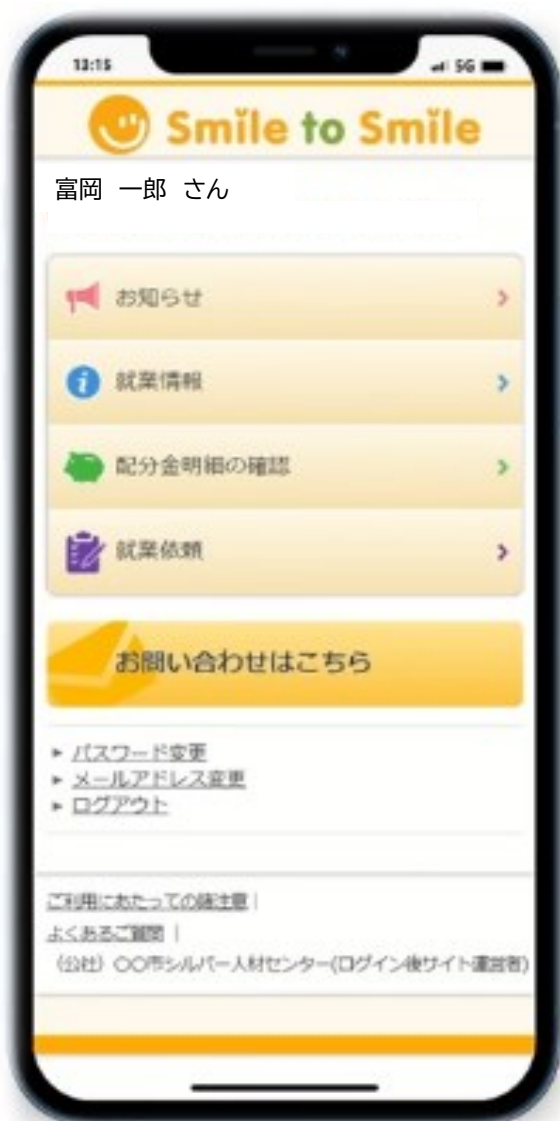 13:15
5G
Smile to Smile
富岡 一郎 さん
お知らせ
就業情報
配分金明細の確認
就業依頼
お問い合わせはこちら
パスワード変更
メールアドレス変更
ログアウト
ご利用にあたっての諸注意 |
よくあるご質問 |
(公社) 〇〇市シルバー人材センター(ログイン後サイト運営者)